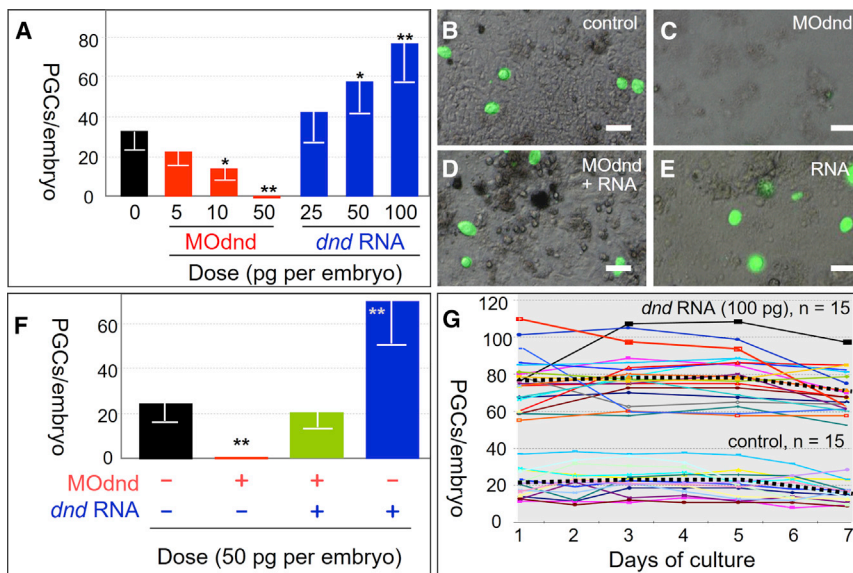 A
PGCs/embryo
80
60
40
20
0
* ** * **
0 5 10 50 25 50 100
MOdnd dnd RNA
Dose (pg per embryo)
B
control
C
MOdnd
D
MOdnd
+ RNA
E
RNA
F
PGCs/embryo
60
40
20
0
** **
MOdnd − + + −
dnd RNA − − + +
Dose (50 pg per embryo)
G
PGCs/embryo
120
100
80
60
40
20
0
dnd RNA (100 pg), n = 15
control, n = 15
1 2 3 4 5 6 7
Days of culture